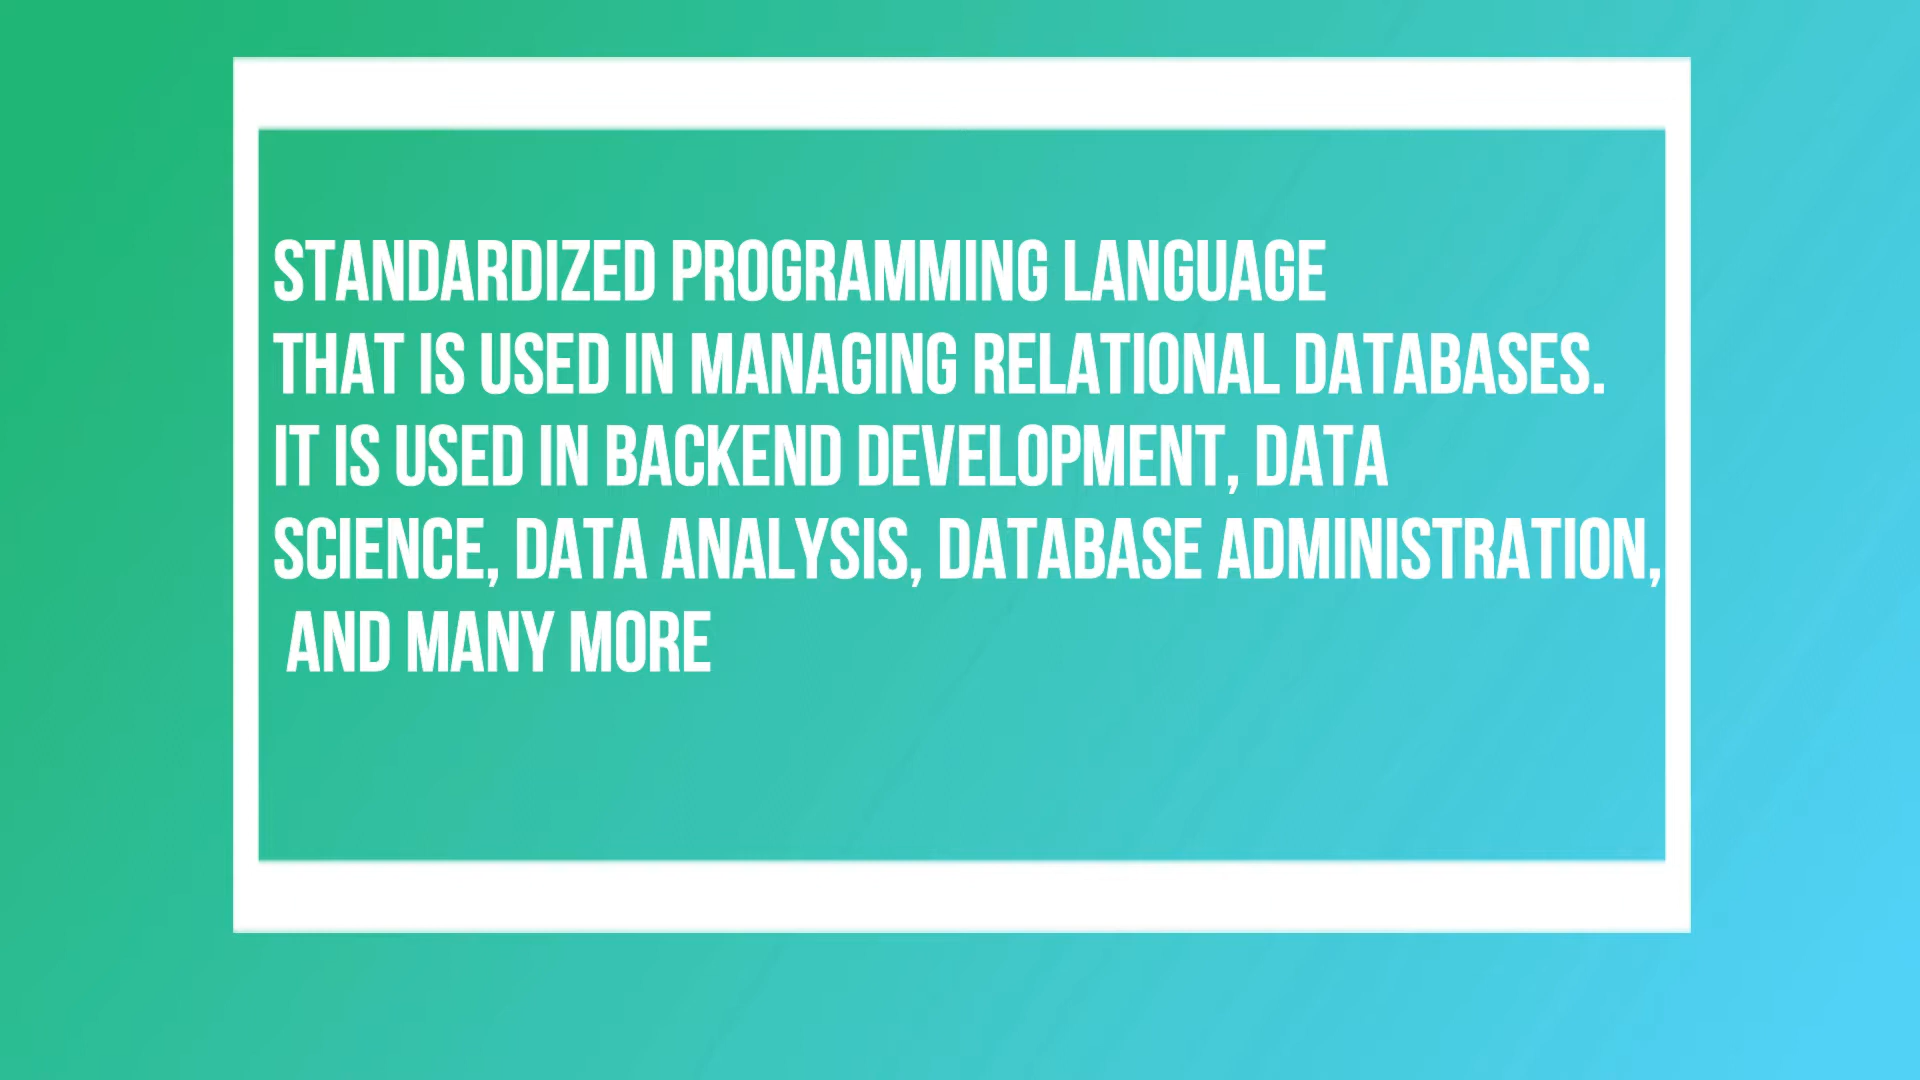 STANDARDIZED PROGRAMMING LANGUAGE
THAT IS USED IN MANAGING RELATIONAL DATABASES.
IT IS USED IN BACKEND DEVELOPMENT, DATA
SCIENCE, DATA ANALYSIS, DATABASE ADMINISTRATION,
AND MANY MORE